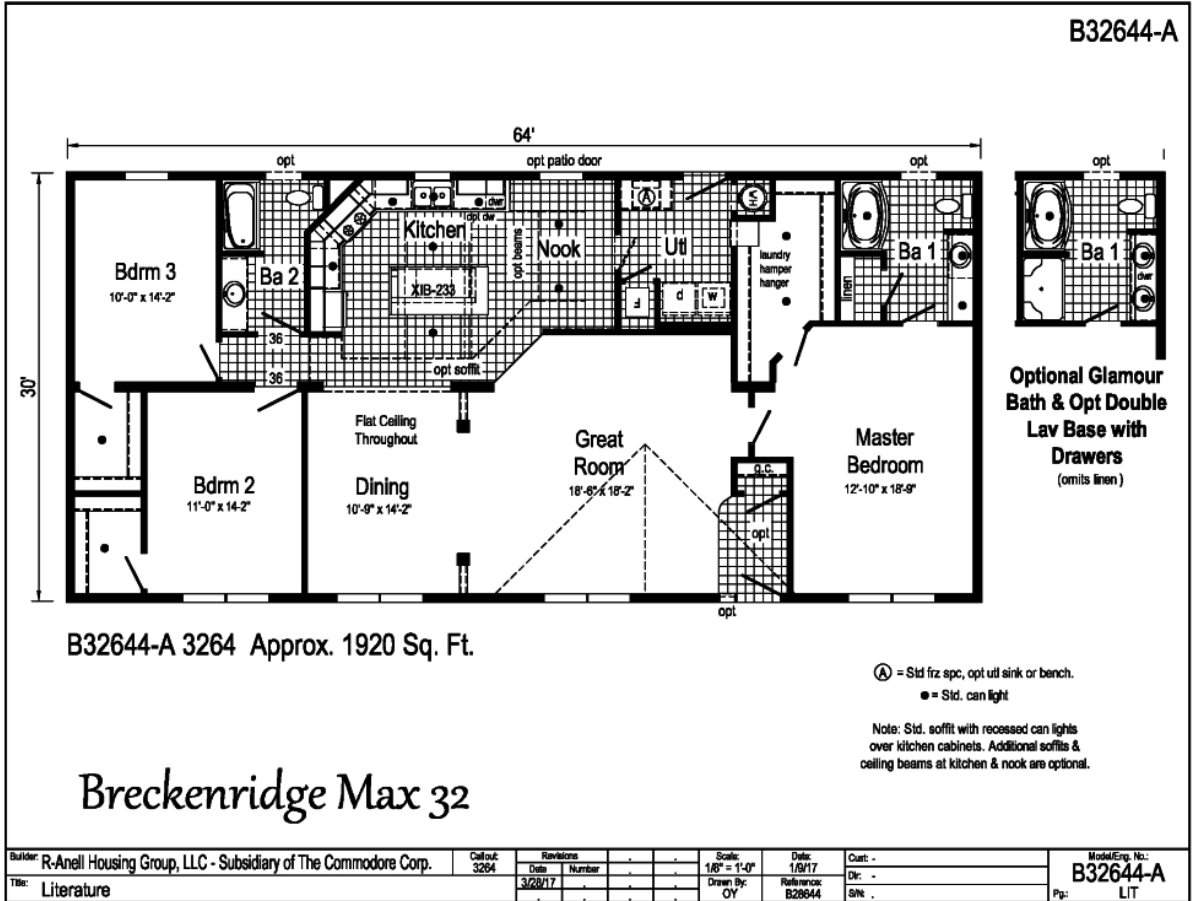 B32644-A
64'
opt
opt patio door
opt
opt
30'
Bdrm 3
10'-0" x 14'-2"
Ba 2
36
36
Kitchen
dwr
opt dw
XIB-233
opt beams
Nook
opt soffit
A
WH
Utl
F
D
W
laundry
hamper
hanger
linen
Ba 1
Ba 1
dwr
Optional Glamour
Bath & Opt Double
Lav Base with
Drawers
(omits linen )
Flat Ceiling
Throughout
Bdrm 2
11'-0" x 14-2"
Dining
10'-9" x 14'-2"
Great
Room
18'-6" x 18'-2"
g.c.
opt
opt
Master
Bedroom
12'-10" x 18'-9"
B32644-A 3264 Approx. 1920 Sq. Ft.
A = Std frz spc, opt utl sink or bench.
● = Std. can light
Note: Std. soffit with recessed can lights
over kitchen cabinets. Additional soffits &
ceiling beams at kitchen & nook are optional.
Breckenridge Max 32
Builder: R-Anell Housing Group, LLC - Subsidiary of The Commodore Corp.
Title: Literature
Callout:
3264
Revisions
Date Number
3/28/17
Scale:
1/8" = 1'-0"
Drawn By:
OY
Date:
1/9/17
Reference:
B28644
Cust: -
Dir: -
S/N: .
Model/Eng. No.:
B32644-A
Pg.: LIT